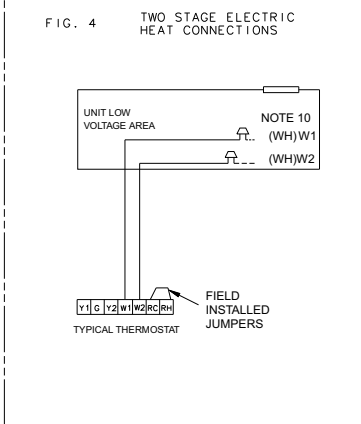 FIG. 4
TWO STAGE ELECTRIC
HEAT CONNECTIONS
UNIT LOW
VOLTAGE AREA
NOTE 10
(WH)W1
(WH)W2
Y1 G Y2 W1 W2 RC RH
TYPICAL THERMOSTAT
FIELD
INSTALLED
JUMPERS